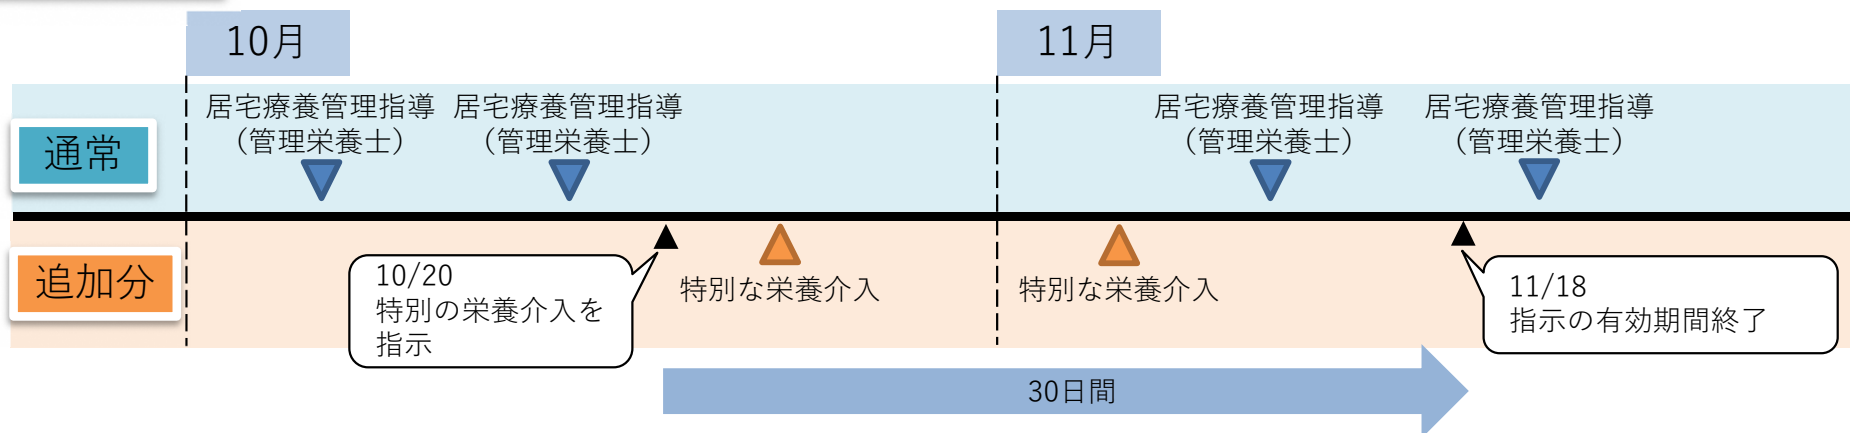 10月
11月
通常
居宅療養管理指導
(管理栄養士)
居宅療養管理指導
(管理栄養士)
居宅療養管理指導
(管理栄養士)
居宅療養管理指導
(管理栄養士)
追加分
10/20
特別の栄養介入を
指示
特別な栄養介入
特別な栄養介入
11/18
指示の有効期間終了
30日間